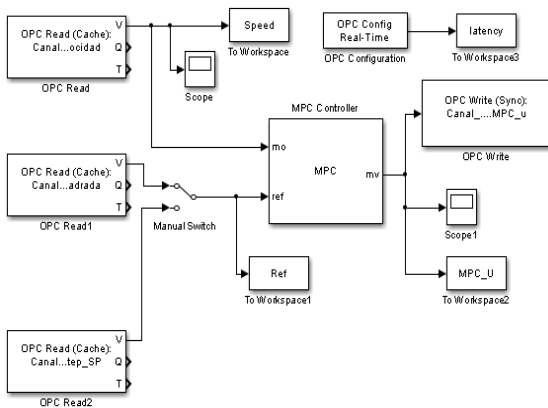 OPC Read (Cache):
Canal...ocidad
V
Q
T
OPC Read
Speed
To Workspace
Scope
OPC Config
Real-Time
OPC Configuration
latency
To Workspace3
MPC Controller
mo
MPC
ref
mv
OPC Write (Sync):
Canal_....MPC_u
OPC Write
OPC Read (Cache):
Canal...adrada
V
Q
T
OPC Read1
Manual Switch
Scope1
Ref
To Workspace1
MPC_U
To Workspace2
OPC Read (Cache):
Canal...tep_SP
V
Q
T
OPC Read2